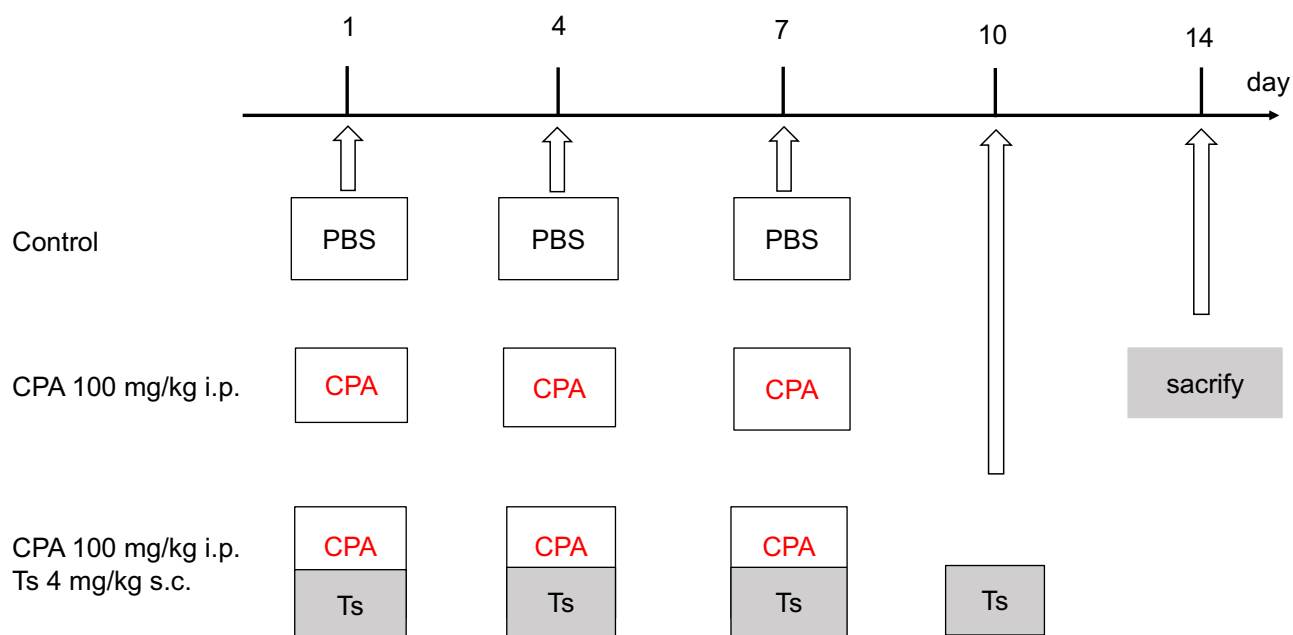 1 4 7 10 14
day
Control PBS PBS PBS
CPA 100 mg/kg i.p. CPA CPA CPA sacrify
CPA 100 mg/kg i.p. CPA CPA CPA
Ts 4 mg/kg s.c. Ts Ts Ts Ts